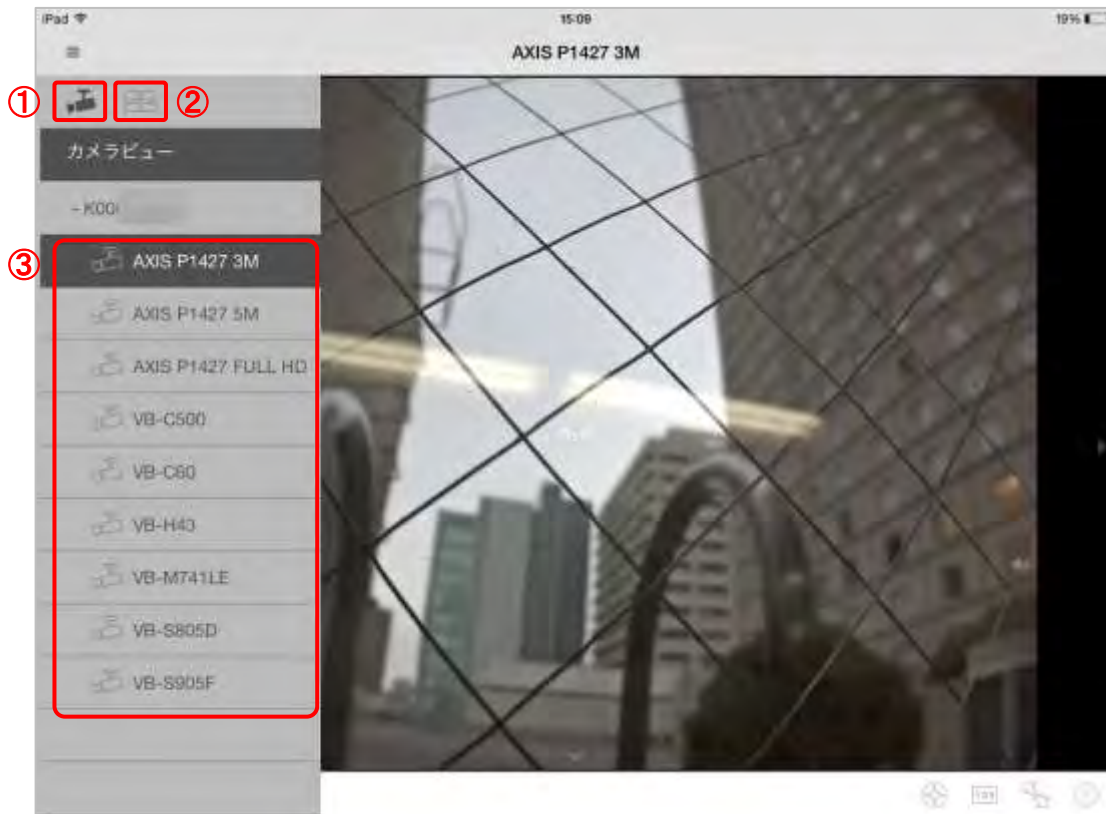 iPad 15:09 19%
AXIS P1427 3M
① ②
カメラビュー
③ AXIS P1427 3M
AXIS P1427 5M
AXIS P1427 FULL HD
VB-C500
VB-C60
VB-H43
VB-M741LE
VB-S805D
VB-S905F